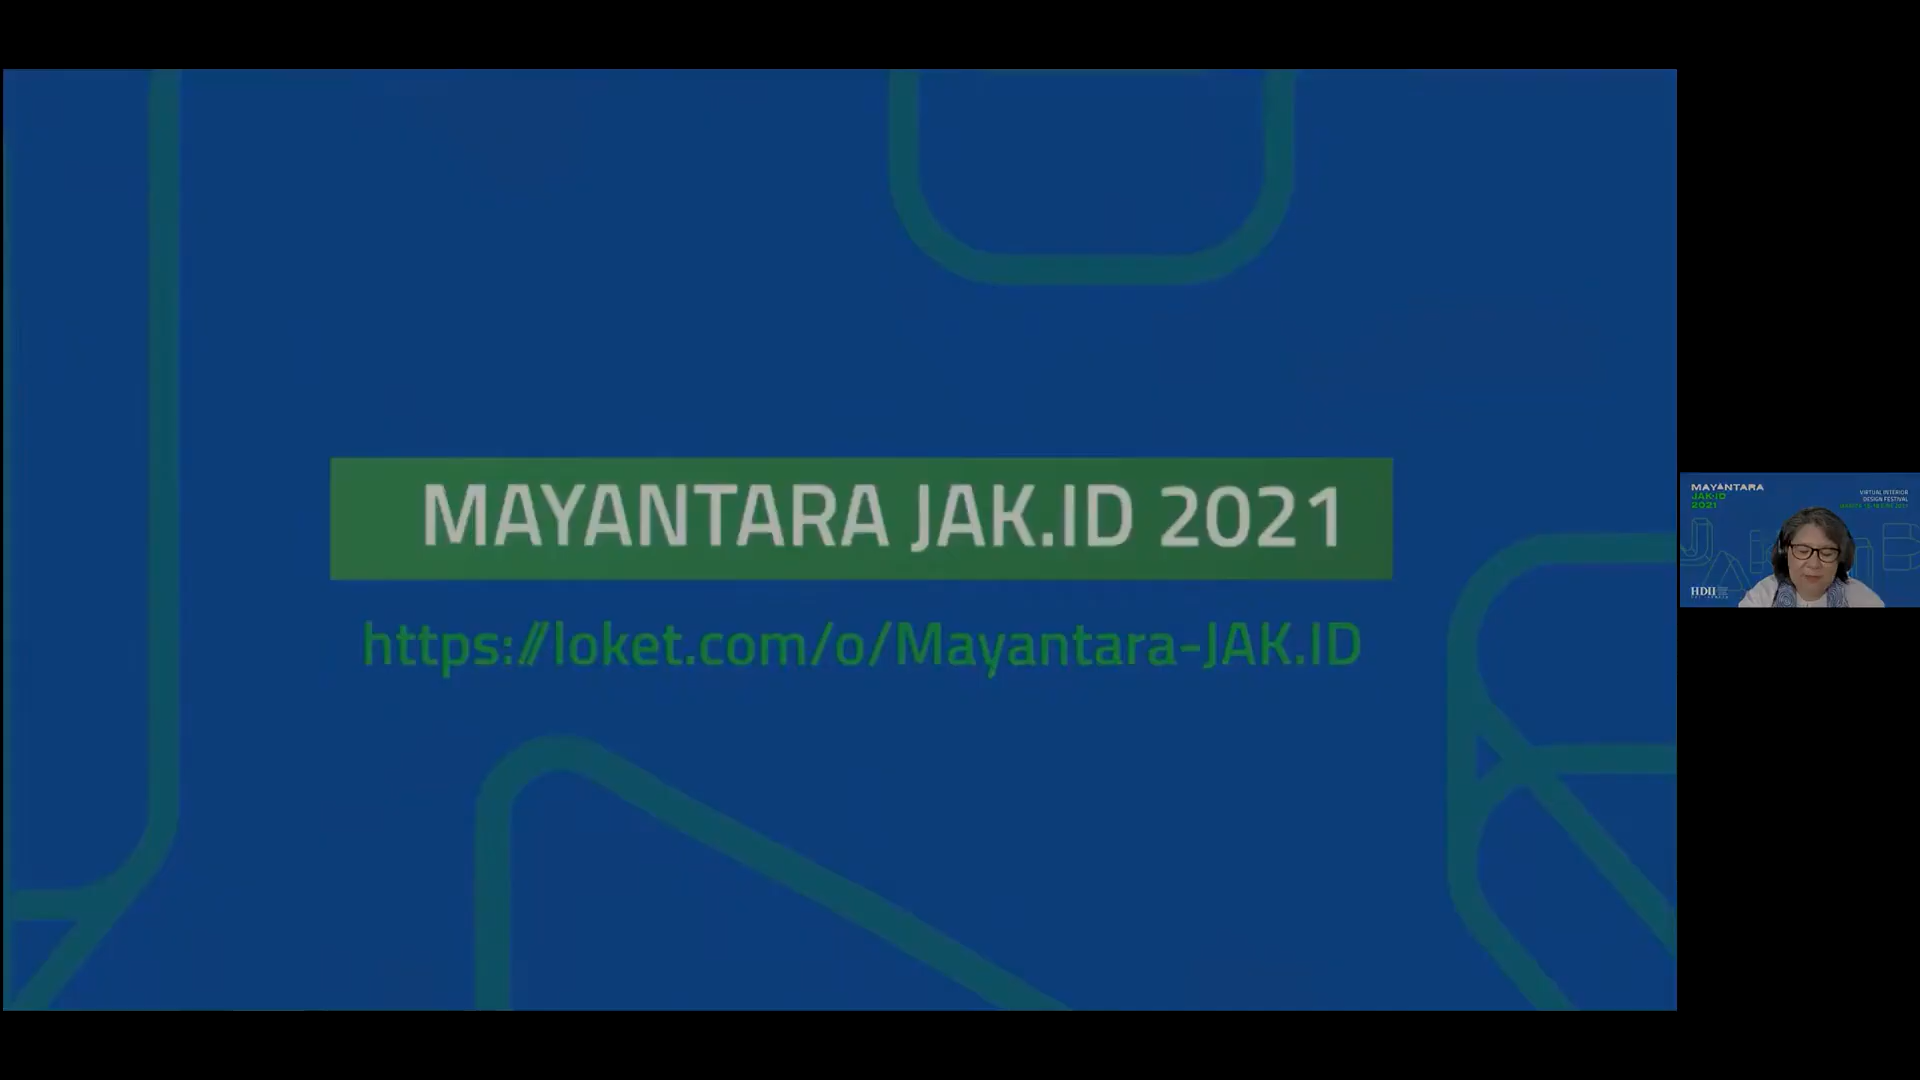 MAYANTARA JAK.ID 2021
https://loket.com/o/Mayantara-JAK.ID
MAYANTARA
JAK.ID
2021
VIRTUAL INTERIOR
DESIGN FESTIVAL
HDII